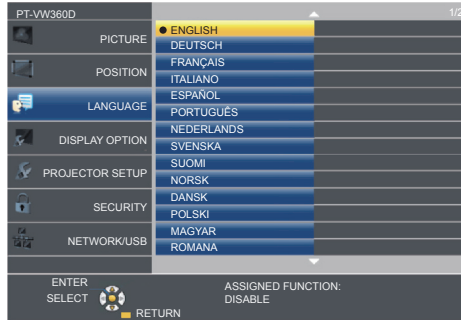 PT-VW360D
1/2
PICTURE
POSITION
LANGUAGE
DISPLAY OPTION
PROJECTOR SETUP
SECURITY
NETWORK/USB
ENGLISH
DEUTSCH
FRANÇAIS
ITALIANO
ESPAÑOL
PORTUGUÊS
NEDERLANDS
SVENSKA
SUOMI
NORSK
DANSK
POLSKI
MAGYAR
ROMANA
ENTER
SELECT
RETURN
ASSIGNED FUNCTION:
DISABLE